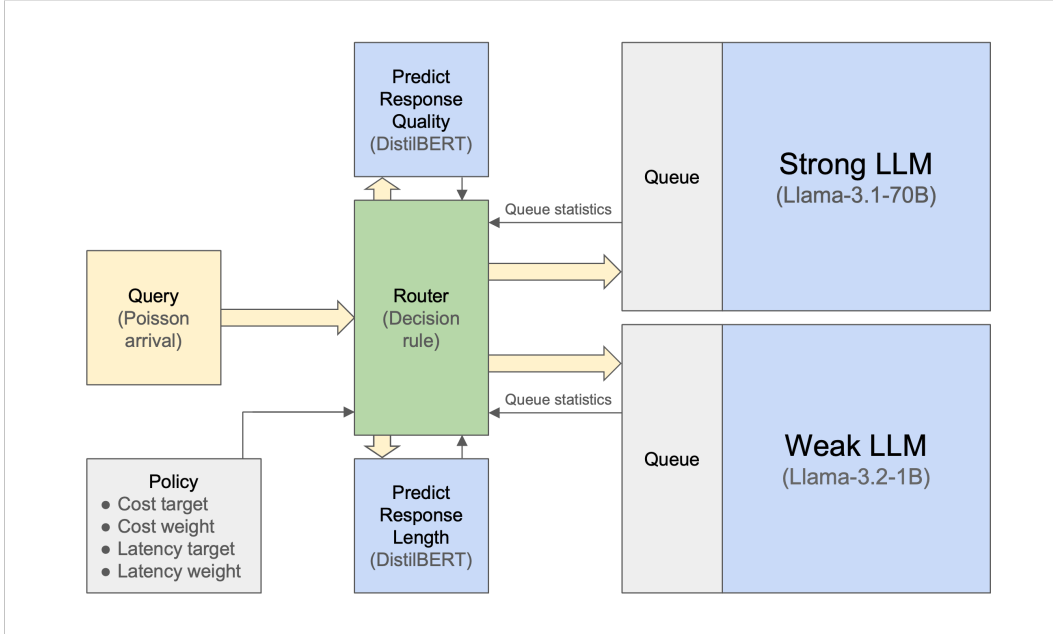 Predict
Response
Quality
(DistilBERT)
Queue
Strong LLM
(Llama-3.1-70B)
Queue statistics
Query
(Poisson
arrival)
Router
(Decision
rule)
Queue statistics
Queue
Weak LLM
(Llama-3.2-1B)
Policy
● Cost target
● Cost weight
● Latency target
● Latency weight
Predict
Response
Length
(DistilBERT)